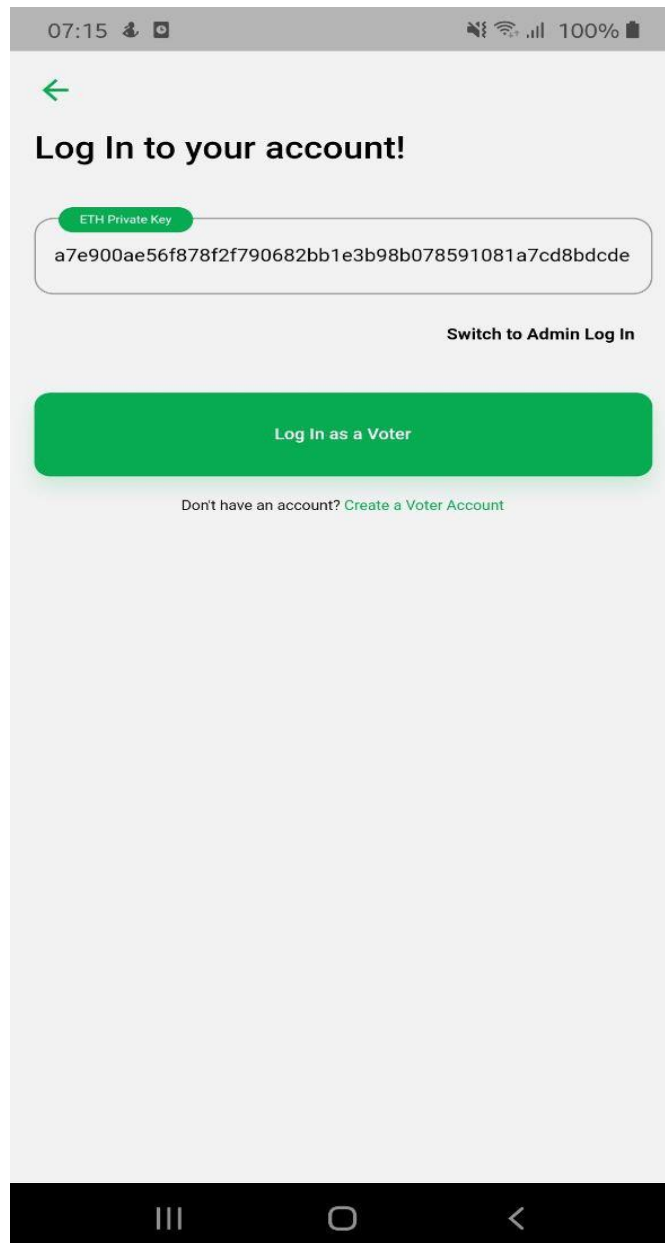 07:15 100%
Log In to your account!
ETH Private Key
a7e900ae56f878f2f790682bb1e3b98b078591081a7cd8bdcde
Switch to Admin Log In
Log In as a Voter
Don't have an account? Create a Voter Account